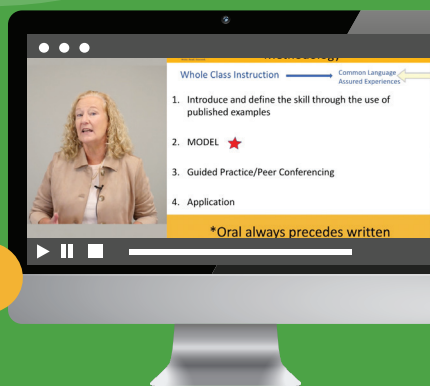 Methodology
Whole Class Instruction
Common Language
Assured Experiences
1. Introduce and define the skill through the use of
published examples
2. MODEL
3. Guided Practice/Peer Conferencing
4. Application
*Oral always precedes written